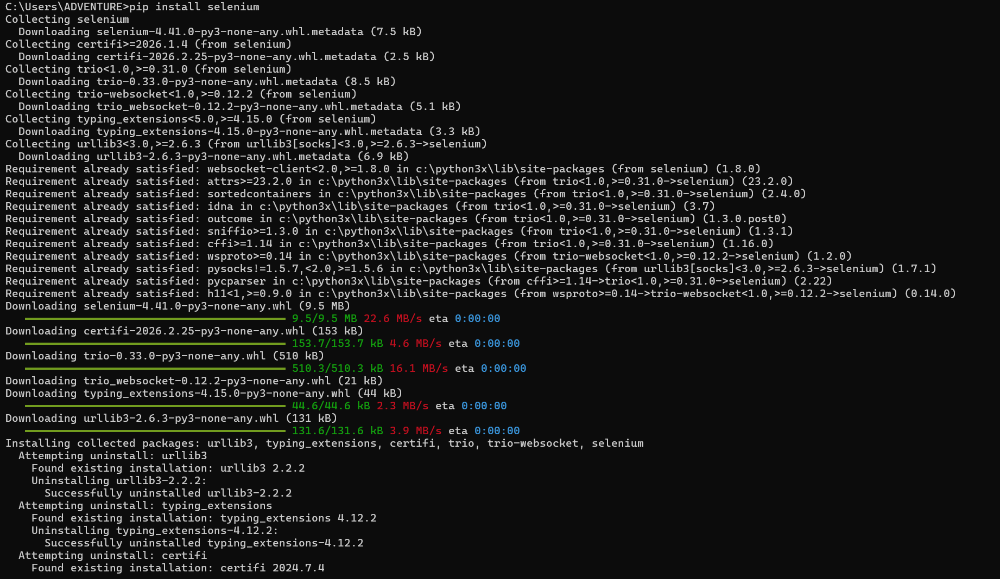 C:\Users\ADVENTURE>pip install selenium
Collecting selenium
  Downloading selenium-4.41.0-py3-none-any.whl.metadata (7.5 kB)
Collecting certifi>=2026.1.4 (from selenium)
  Downloading certifi-2026.2.25-py3-none-any.whl.metadata (2.5 kB)
Collecting trio<1.0,>=0.31.0 (from selenium)
  Downloading trio-0.33.0-py3-none-any.whl.metadata (8.5 kB)
Collecting trio-websocket<1.0,>=0.12.2 (from selenium)
  Downloading trio_websocket-0.12.2-py3-none-any.whl.metadata (5.1 kB)
Collecting typing_extensions<5.0,>=4.15.0 (from selenium)
  Downloading typing_extensions-4.15.0-py3-none-any.whl.metadata (3.3 kB)
Collecting urllib3<3.0,>=2.6.3 (from urllib3[socks]<3.0,>=2.6.3->selenium)
  Downloading urllib3-2.6.3-py3-none-any.whl.metadata (6.9 kB)
Requirement already satisfied: websocket-client<2.0,>=1.8.0 in c:\python3x\lib\site-packages (from selenium) (1.8.0)
Requirement already satisfied: attrs>=23.2.0 in c:\python3x\lib\site-packages (from trio<1.0,>=0.31.0->selenium) (23.2.0)
Requirement already satisfied: sortedcontainers in c:\python3x\lib\site-packages (from trio<1.0,>=0.31.0->selenium) (2.4.0)
Requirement already satisfied: idna in c:\python3x\lib\site-packages (from trio<1.0,>=0.31.0->selenium) (3.7)
Requirement already satisfied: outcome in c:\python3x\lib\site-packages (from trio<1.0,>=0.31.0->selenium) (1.3.0.post0)
Requirement already satisfied: sniffio>=1.3.0 in c:\python3x\lib\site-packages (from trio<1.0,>=0.31.0->selenium) (1.3.1)
Requirement already satisfied: cffi>=1.14 in c:\python3x\lib\site-packages (from trio<1.0,>=0.31.0->selenium) (1.16.0)
Requirement already satisfied: wsproto>=0.14 in c:\python3x\lib\site-packages (from trio-websocket<1.0,>=0.12.2->selenium) (1.2.0)
Requirement already satisfied: pysocks!=1.5.7,<2.0,>=1.5.6 in c:\python3x\lib\site-packages (from urllib3[socks]<3.0,>=2.6.3->selenium) (1.7.1)
Requirement already satisfied: pycparser in c:\python3x\lib\site-packages (from cffi>=1.14->trio<1.0,>=0.31.0->selenium) (2.22)
Requirement already satisfied: h11<1,>=0.9.0 in c:\python3x\lib\site-packages (from wsproto>=0.14->trio-websocket<1.0,>=0.12.2->selenium) (0.14.0)
Downloading selenium-4.41.0-py3-none-any.whl (9.5 MB)
9.5/9.5 MB 22.6 MB/s eta 0:00:00
Downloading certifi-2026.2.25-py3-none-any.whl (153 kB)
153.7/153.7 kB 4.6 MB/s eta 0:00:00
Downloading trio-0.33.0-py3-none-any.whl (510 kB)
510.3/510.3 kB 16.1 MB/s eta 0:00:00
Downloading trio_websocket-0.12.2-py3-none-any.whl (21 kB)
Downloading typing_extensions-4.15.0-py3-none-any.whl (44 kB)
44.6/44.6 kB 2.3 MB/s eta 0:00:00
Downloading urllib3-2.6.3-py3-none-any.whl (131 kB)
131.6/131.6 kB 3.9 MB/s eta 0:00:00
Installing collected packages: urllib3, typing_extensions, certifi, trio, trio-websocket, selenium
  Attempting uninstall: urllib3
    Found existing installation: urllib3 2.2.2
    Uninstalling urllib3-2.2.2:
      Successfully uninstalled urllib3-2.2.2
  Attempting uninstall: typing_extensions
    Found existing installation: typing_extensions 4.12.2
    Uninstalling typing_extensions-4.12.2:
      Successfully uninstalled typing_extensions-4.12.2
  Attempting uninstall: certifi
    Found existing installation: certifi 2024.7.4